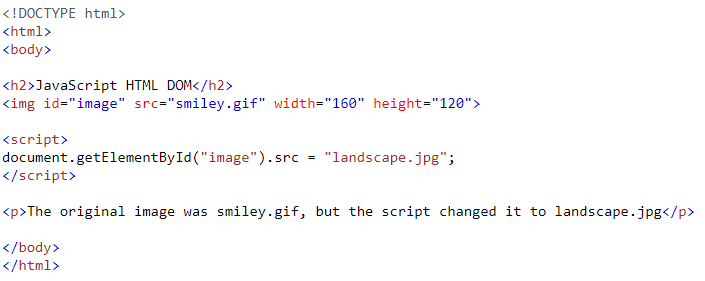 <!DOCTYPE html>
<html>
<body>
<h2>JavaScript HTML DOM</h2>
<img id="image" src="smiley.gif" width="160" height="120">
<script>
document.getElementById("image").src = "landscape.jpg";
</script>
<p>The original image was smiley.gif, but the script changed it to landscape.jpg</p>
</body>
</html>